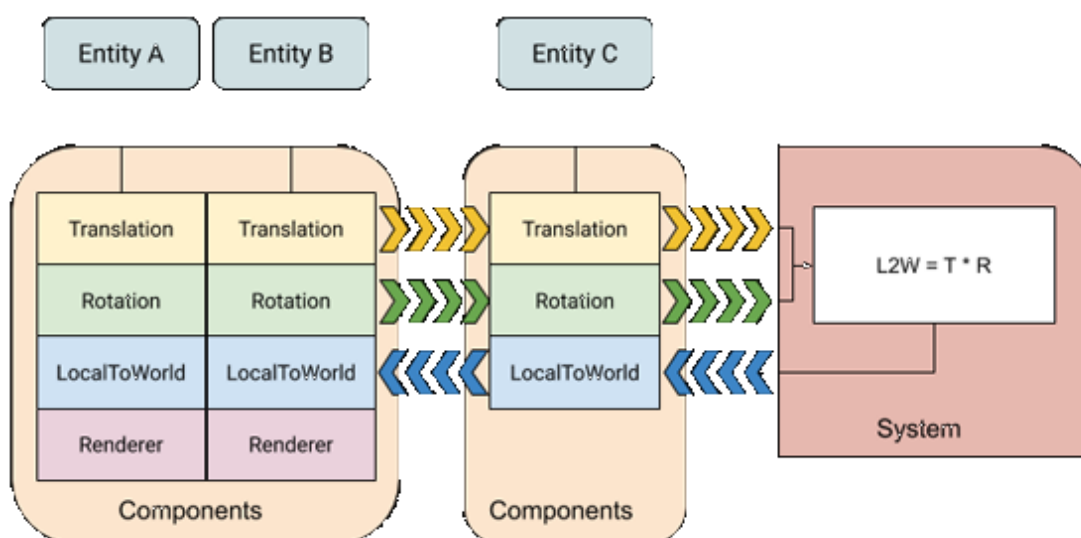 Entity A
Entity B
Entity C
Translation
Translation
Translation
L2W = T * R
Rotation
Rotation
Rotation
LocalToWorld
LocalToWorld
LocalToWorld
System
Renderer
Renderer
Components
Components